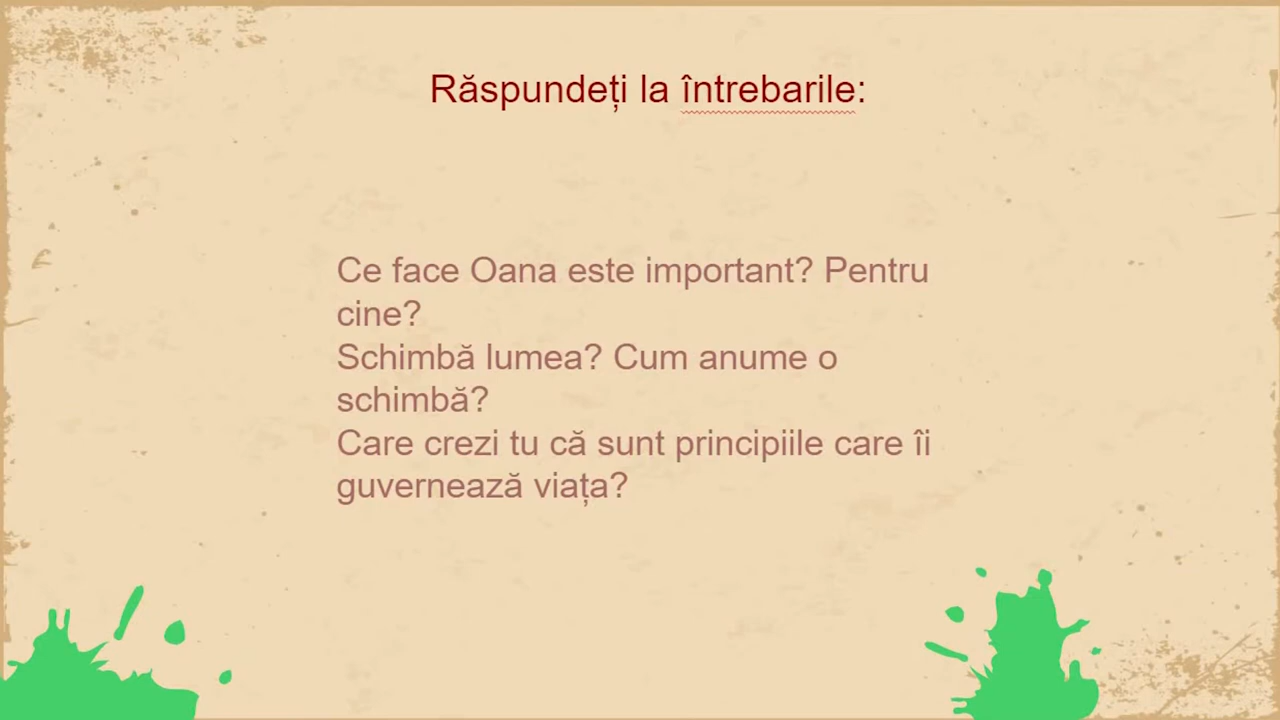 Răspundeți la întrebarile:
Ce face Oana este important? Pentru
cine?
Schimbă lumea? Cum anume o
schimbă?
Care crezi tu că sunt principiile care îi
guvernează viața?